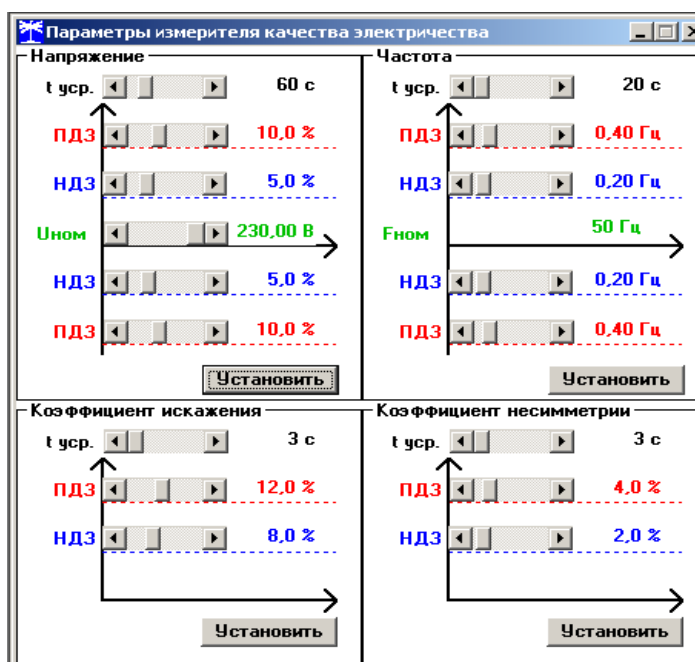 Параметры измерителя качества электричества
Напряжение
t уср. 60 с
ПДЗ 10,0 %
НДЗ 5,0 %
Uном 230,00 В
НДЗ 5,0 %
ПДЗ 10,0 %
Установить
Частота
t уср. 20 с
ПДЗ 0,40 Гц
НДЗ 0,20 Гц
Fном 50 Гц
НДЗ 0,20 Гц
ПДЗ 0,40 Гц
Установить
Коэффициент искажения
t уср. 3 с
ПДЗ 12,0 %
НДЗ 8,0 %
Установить
Коэффициент несимметрии
t уср. 3 с
ПДЗ 4,0 %
НДЗ 2,0 %
Установить